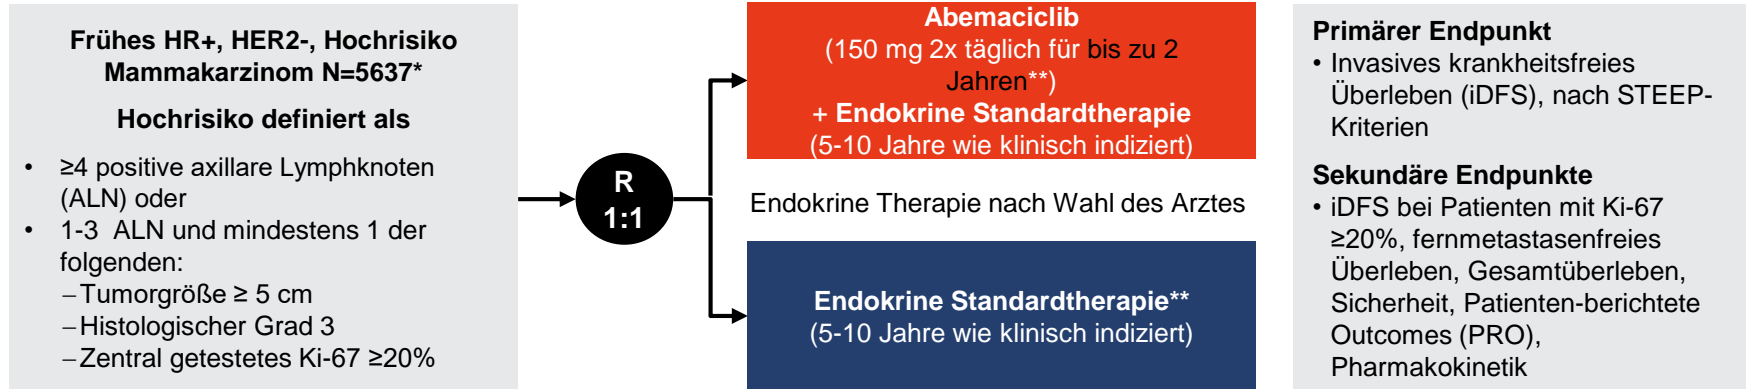 Frühes HR+, HER2-, Hochrisiko
Mammakarzinom N=5637*
Hochrisiko definiert als
• ≥4 positive axillare Lymphknoten
(ALN) oder
• 1-3 ALN und mindestens 1 der
folgenden:
–Tumorgröße ≥ 5 cm
–Histologischer Grad 3
–Zentral getestetes Ki-67 ≥20%
R
1:1
Abemaciclib
(150 mg 2x täglich für bis zu 2
Jahren**)
+ Endokrine Standardtherapie
(5-10 Jahre wie klinisch indiziert)
Endokrine Therapie nach Wahl des Arztes
Endokrine Standardtherapie**
(5-10 Jahre wie klinisch indiziert)
Primärer Endpunkt
• Invasives krankheitsfreies
Überleben (iDFS), nach STEEP-
Kriterien
Sekundäre Endpunkte
• iDFS bei Patienten mit Ki-67
≥20%, fernmetastasenfreies
Überleben, Gesamtüberleben,
Sicherheit, Patienten-berichtete
Outcomes (PRO),
Pharmakokinetik